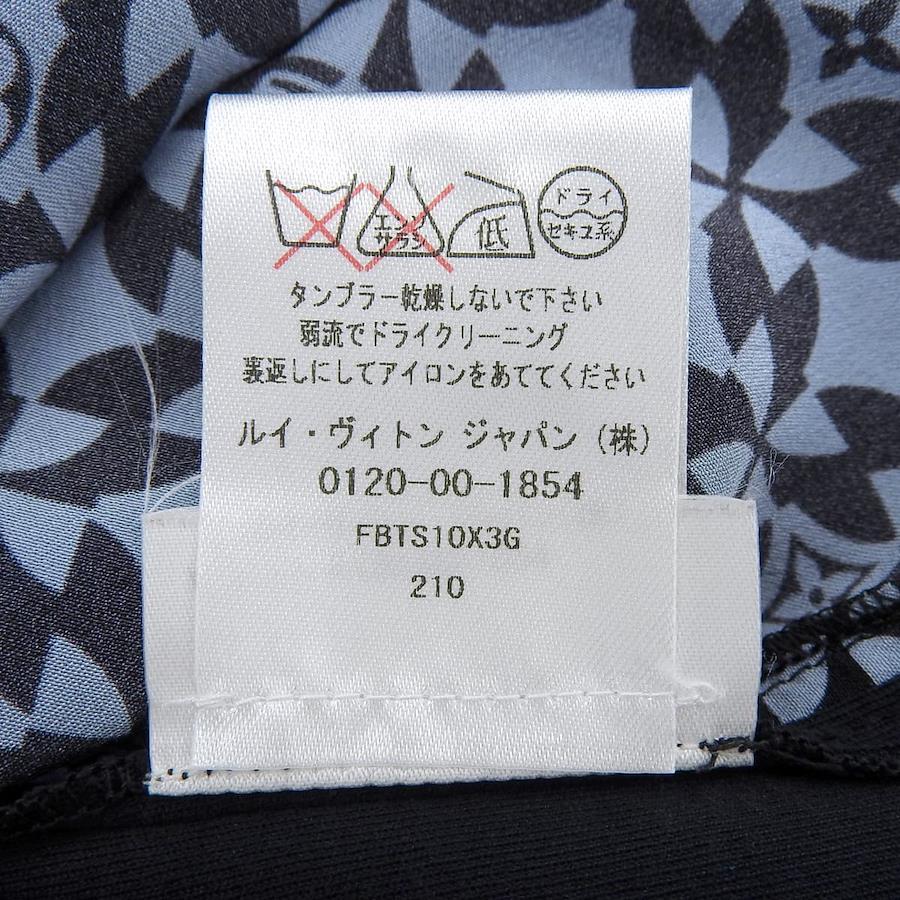 エンソ サラシ 低 ドライ セキユ系
タンブラー乾燥しないで下さい
弱流でドライクリーニング
裏返しにしてアイロンをあててください
ルイ・ヴィトン ジャパン (株)
0120-00-1854
FBTS10X3G
210